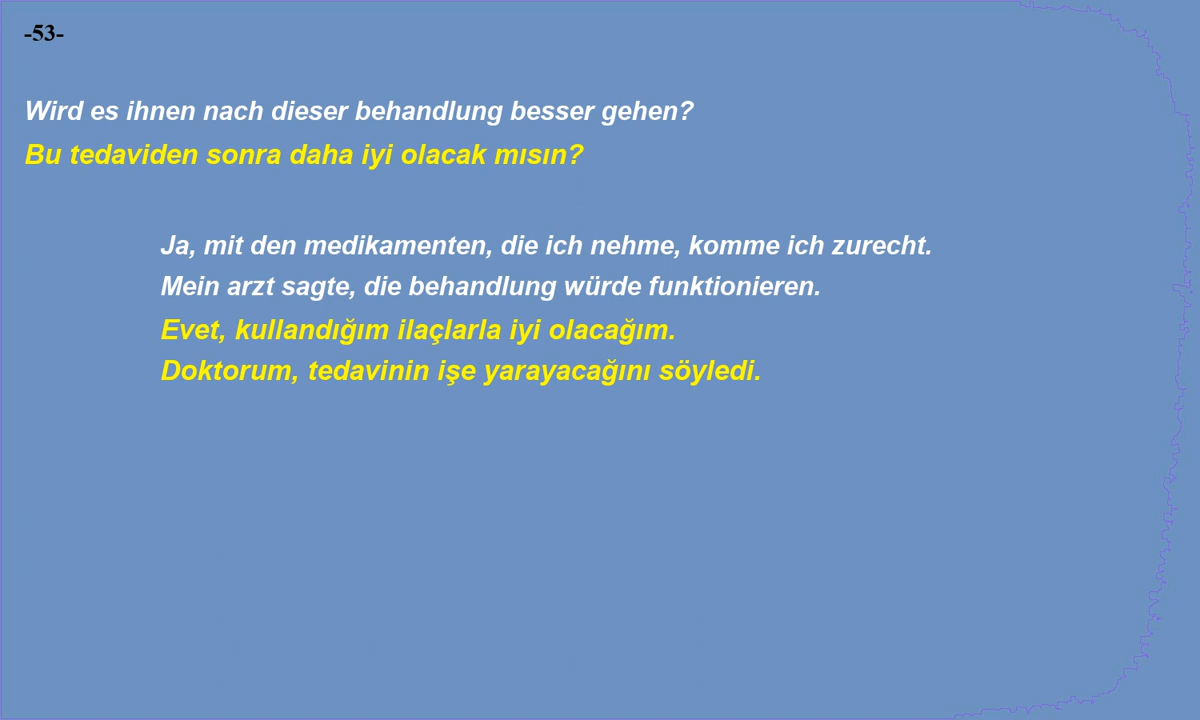 -53-
Wird es ihnen nach dieser behandlung besser gehen?
Bu tedaviden sonra daha iyi olacak mısın?
Ja, mit den medikamenten, die ich nehme, komme ich zurecht.
Mein arzt sagte, die behandlung würde funktionieren.
Evet, kullandığım ilaçlarla iyi olacağım.
Doktorum, tedavinin işe yarayacağını söyledi.